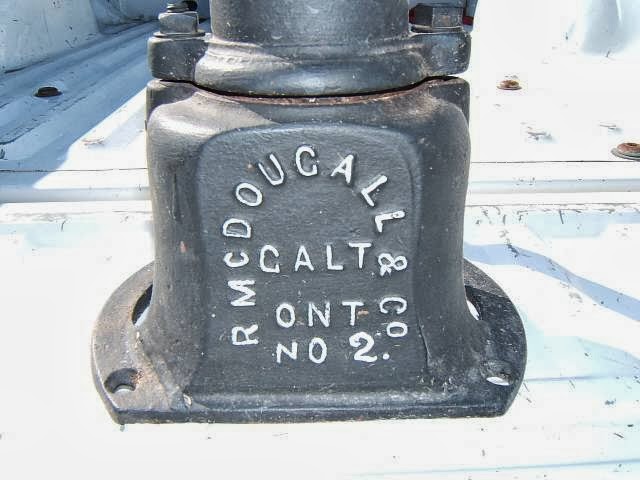 R MCDOUGALL & CO
GALT
ONT
NO 2.